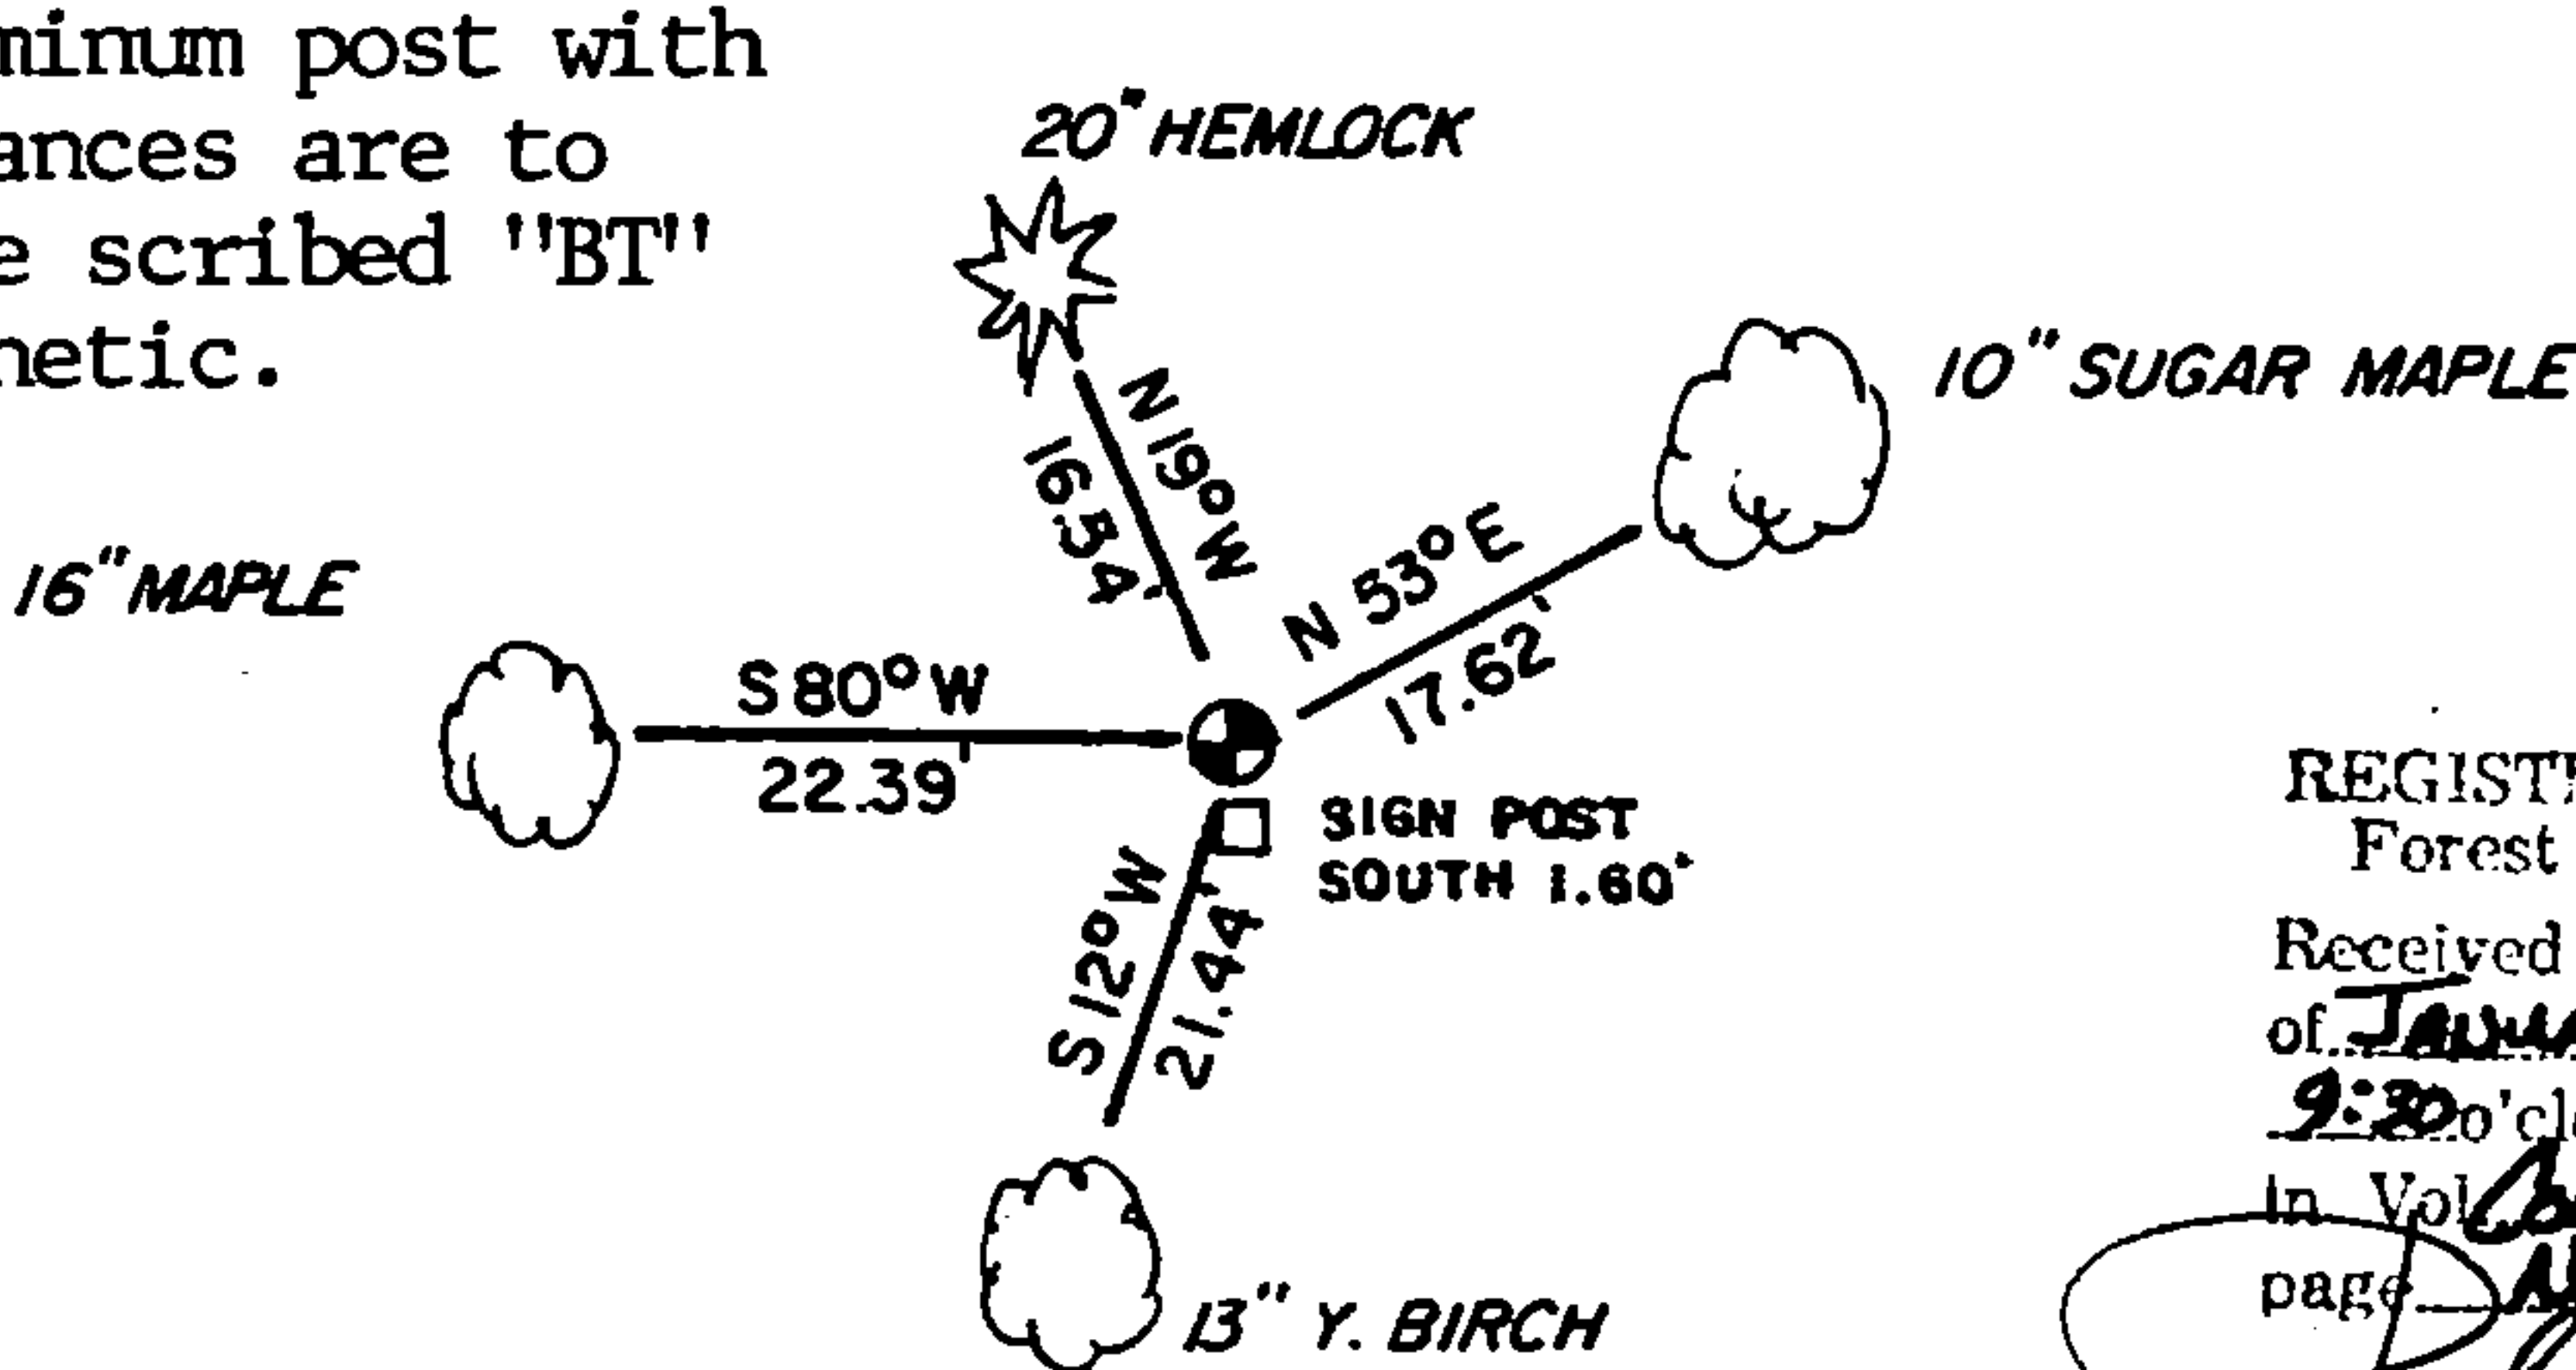 minum post with
ances are to
e scribed "BT"
netic.
20" HEMLOCK
10" SUGAR MAPLE
16" MAPLE
N 19° W
16.54'
N 53° E
17.62'
S 80° W
22.39'
SIGN POST
SOUTH 1.60'
S 12° W
21.44'
13" Y. BIRCH
REGIST
Forest
Received
of
9:30 o'cl
in Vol
page